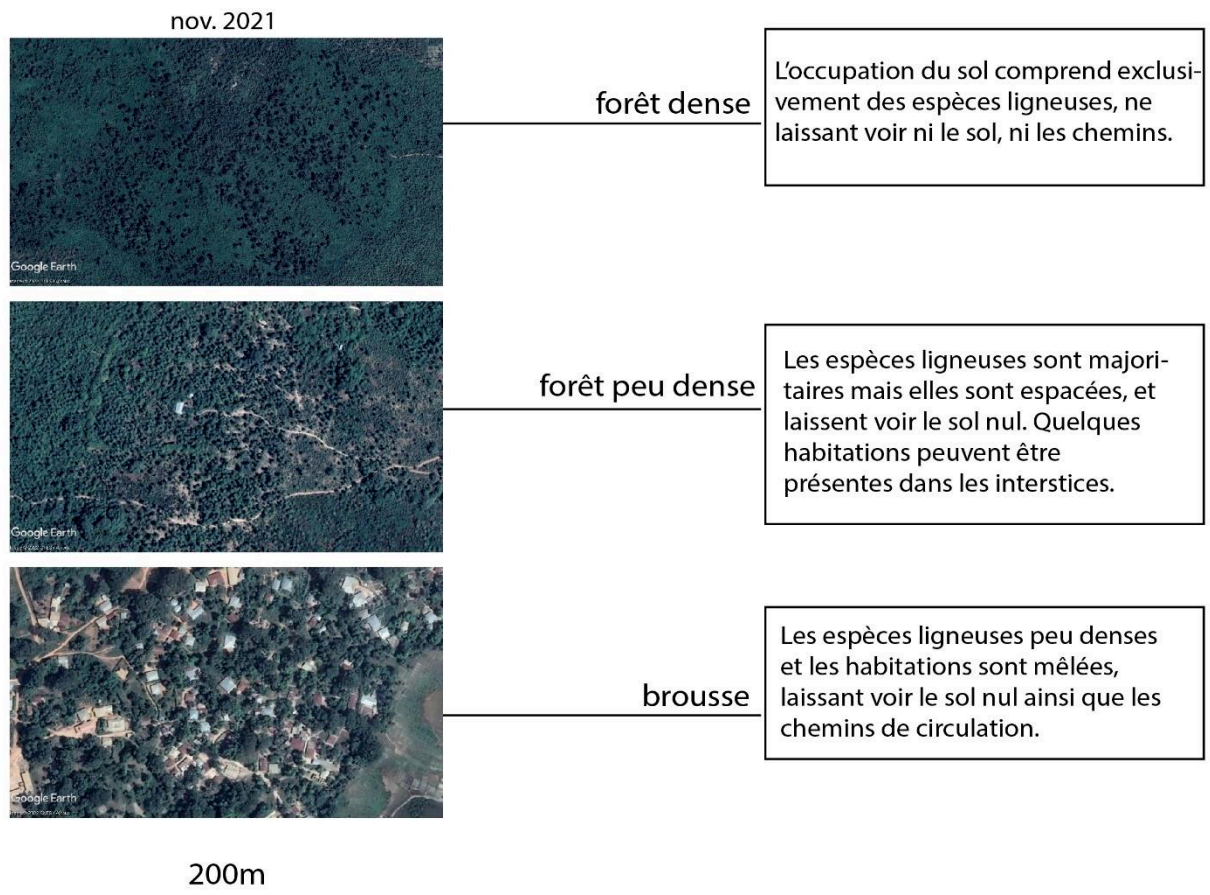 nov. 2021
forêt dense
L'occupation du sol comprend exclusi-
vement des espèces ligneuses, ne
laissant voir ni le sol, ni les chemins.
Google Earth
forêt peu dense
Les espèces ligneuses sont majori-
taires mais elles sont espacées, et
laissent voir le sol nul. Quelques
habitations peuvent être
présentes dans les interstices.
Google Earth
brousse
Les espèces ligneuses peu denses
et les habitations sont mêlées,
laissant voir le sol nul ainsi que les
chemins de circulation.
Google Earth
200m